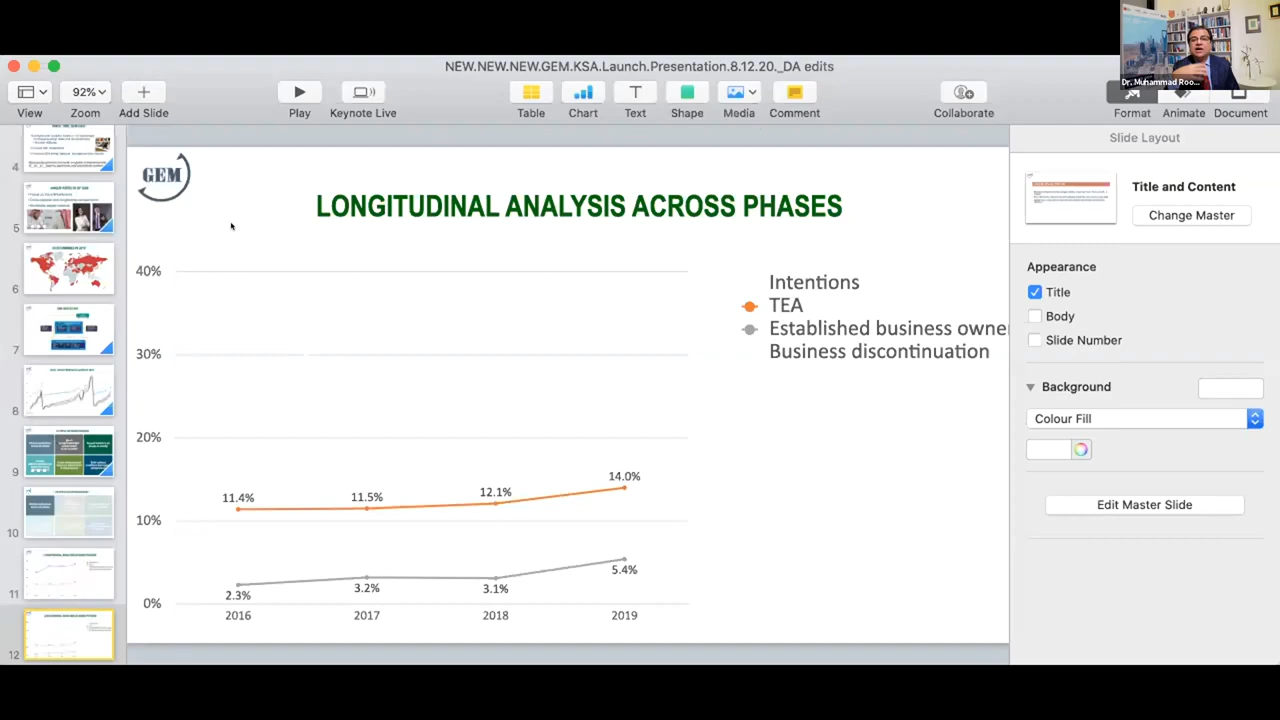 NEW.NEW.NEW.GEM.KSA.Launch.Presentation.8.12.20._DA edits
Dr. Muhammad Roo...
92%
View
Zoom
Add Slide
Play
Keynote Live
Table
Chart
Text
Shape
Media
Comment
Collaborate
Format
Animate
Document
4
5
6
7
8
9
10
11
12
GEM
LONGITUDINAL ANALYSIS ACROSS PHASES
40%
30%
20%
10%
0%
11.4%
11.5%
12.1%
14.0%
2.3%
3.2%
3.1%
5.4%
2016
2017
2018
2019
Intentions
TEA
Established business owner
Business discontinuation
Slide Layout
Title and Content
Change Master
Appearance
Title
Body
Slide Number
Background
Colour Fill
Edit Master Slide